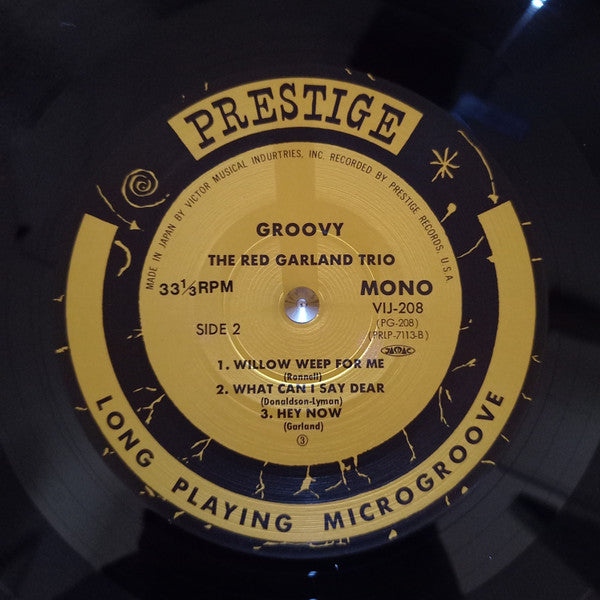 PRESTIGE
MADE IN JAPAN BY VICTOR MUSICAL INDURTRIES, INC. RECORDED BY PRESTIGE RECORDS, U.S.A.
GROOVY
THE RED GARLAND TRIO
33⅓RPM
MONO
VIJ-208
(PG-208)
(PRLP-7113-B)
SIDE 2
JASRAC
1. WILLOW WEEP FOR ME
(Ronnell)
2. WHAT CAN I SAY DEAR
(Donaldson-Lyman)
3. HEY NOW
(Garland)
③
LONG PLAYING MICROGROOVE